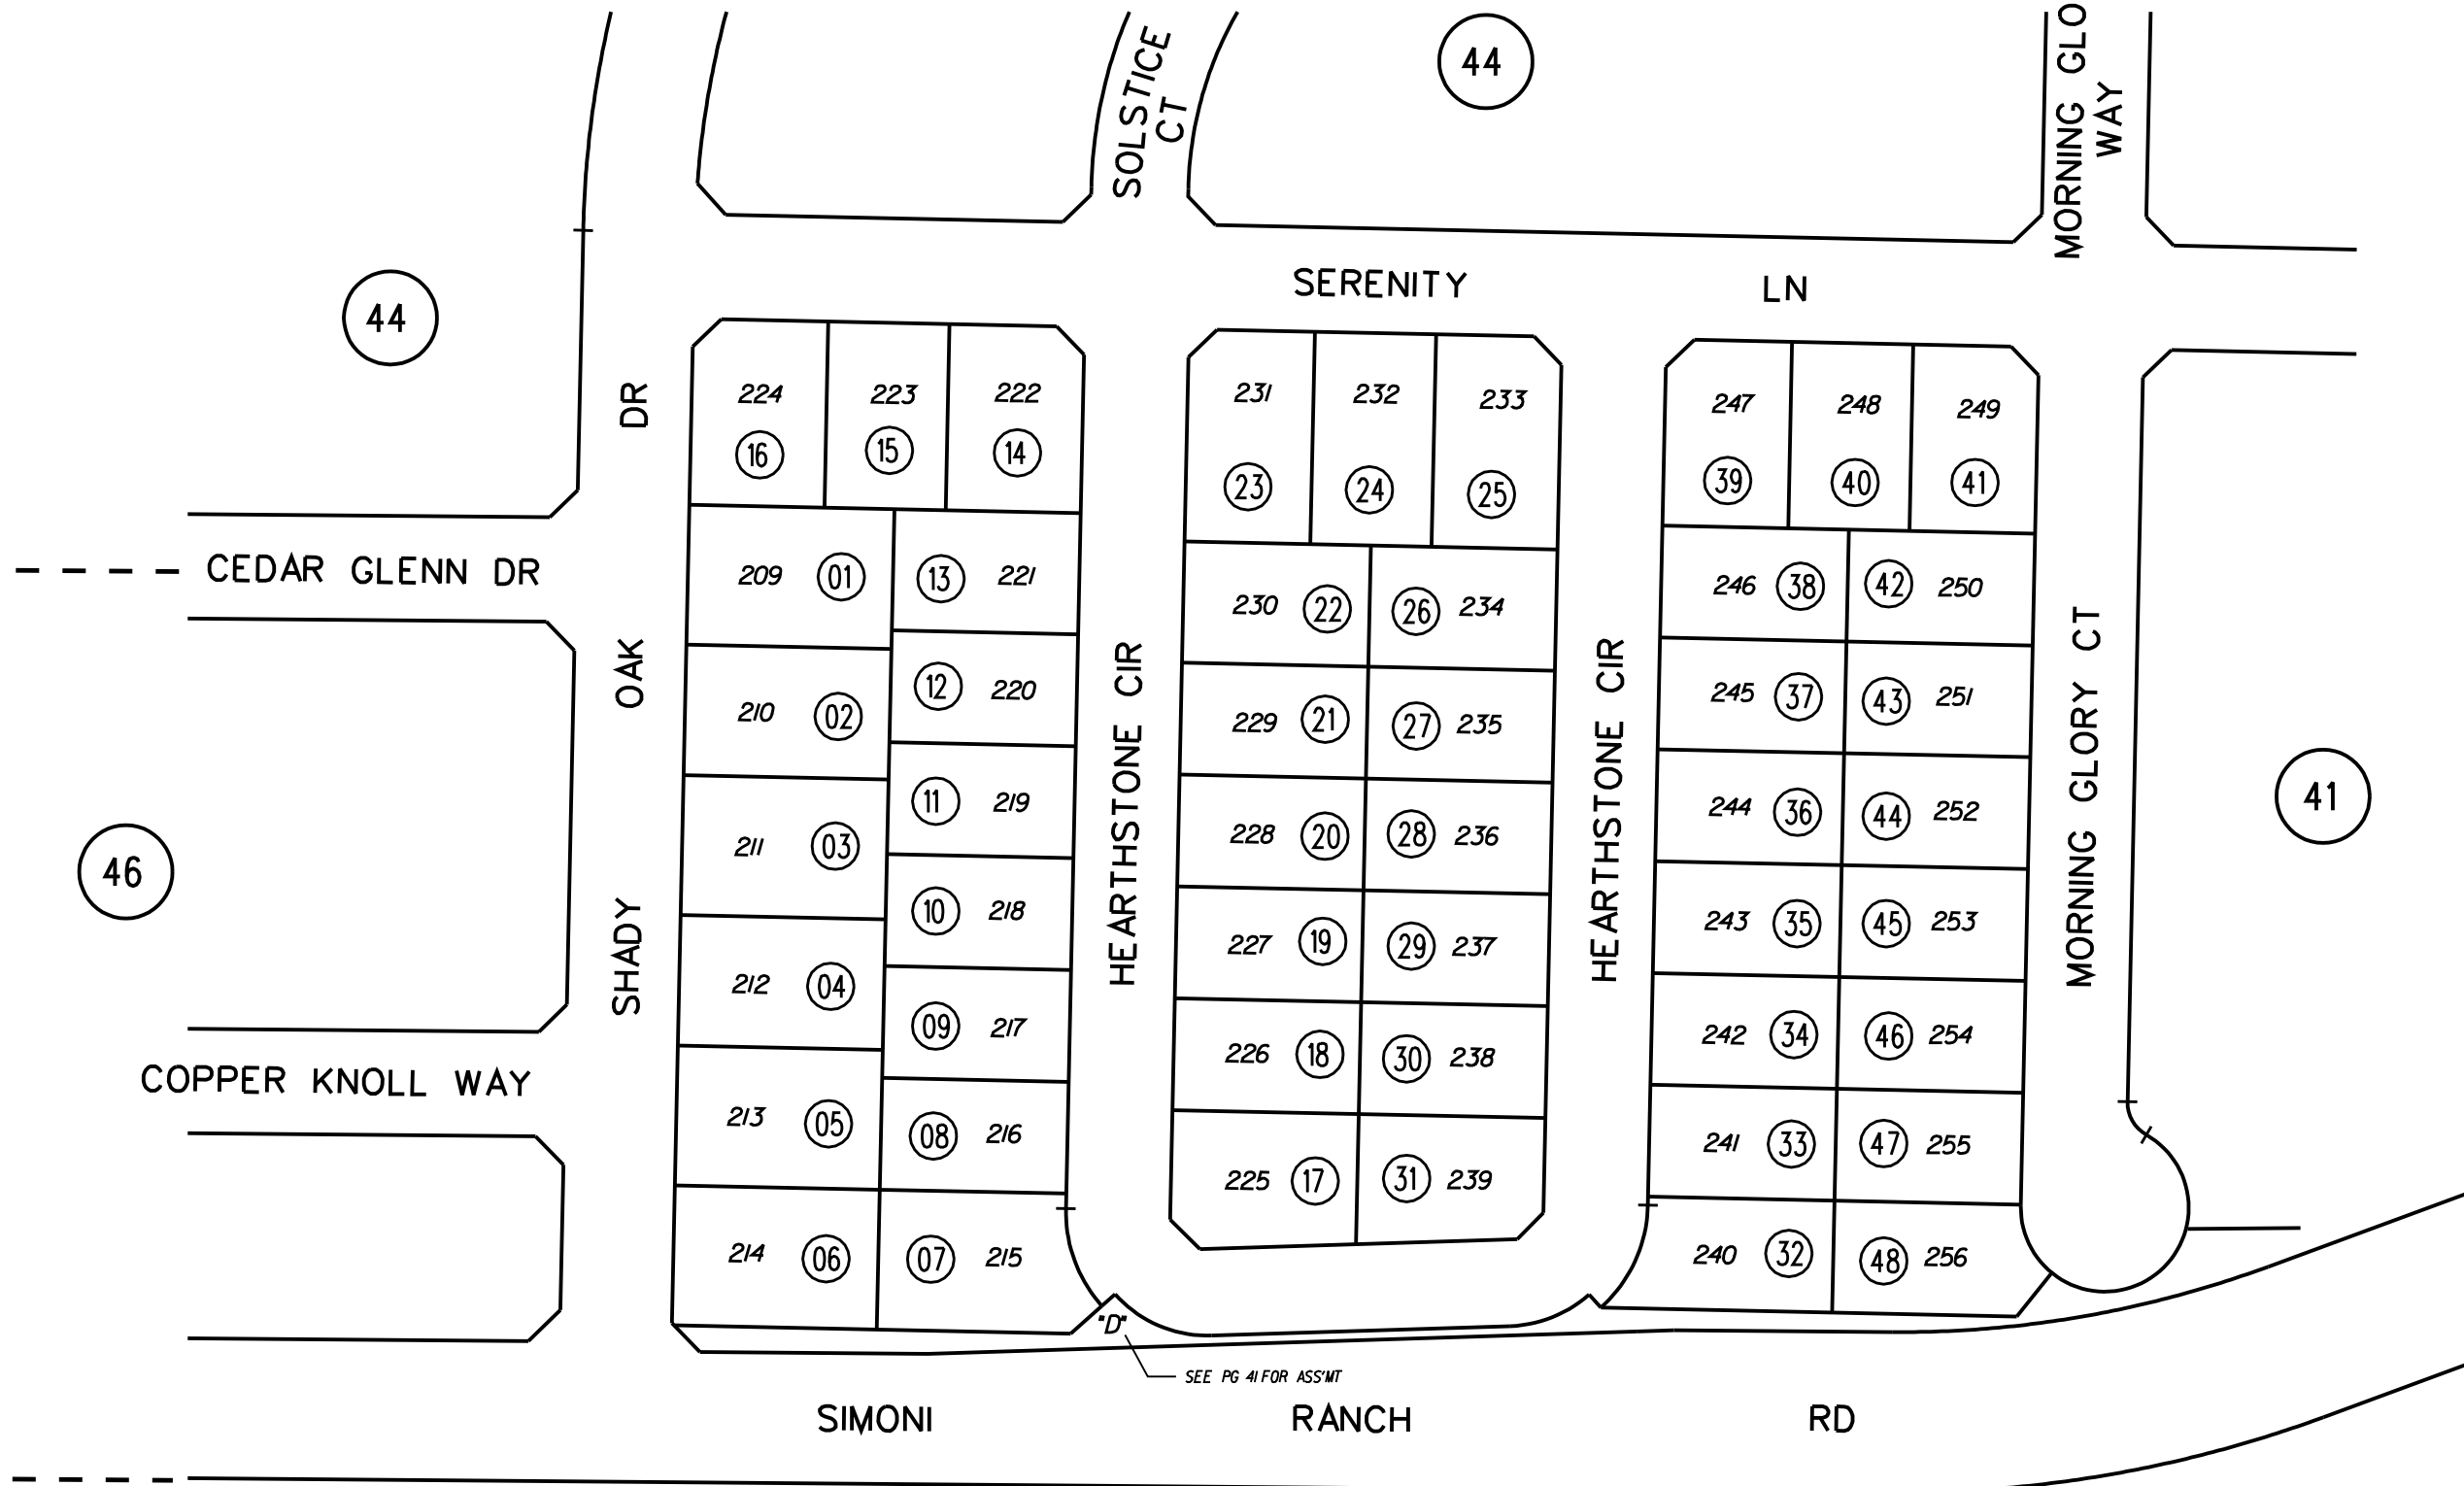 SOLSTICE
CT
44
MORNING GLO
WAY
44
SERENITY LN
SHADY OAK DR
CEDAR GLENN DR
46
COPPER KNOLL WAY
224 223 222
16 15 14
209 01 13 221
210 02 12 220
211 03 11 219
212 04 10 218
213 05 09 217
214 06 08 216
07 215
HEARTHSTONE CIR
231 232 233
23 24 25
230 22 26 234
229 21 27 235
228 20 28 236
227 19 29 237
226 18 30 238
225 17 31 239
HEARTHSTONE CIR
247 248 249
39 40 41
246 38 42 250
245 37 43 251
244 36 44 252
243 35 45 253
242 34 46 254
241 33 47 255
240 32 48 256
MORNING GLORY CT
41
"D"
SEE PG 41 FOR ASS'MT
SIMONI RANCH RD